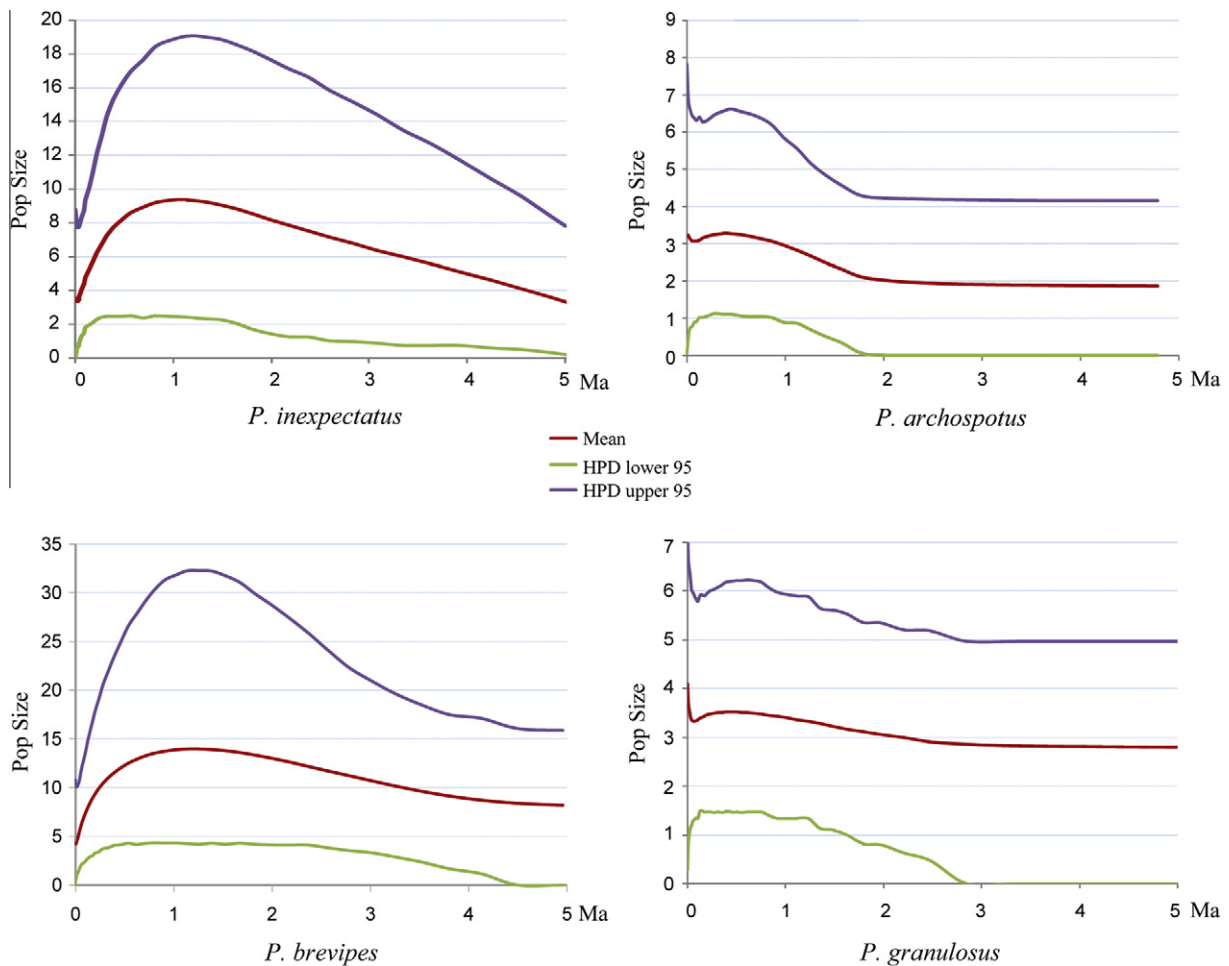 20
18
16
14
12
10
8
6
4
2
0
Pop Size
0 1 2 3 4 5 Ma
P. inexpectatus
9
8
7
6
5
4
3
2
1
0
Pop Size
0 1 2 3 4 5 Ma
P. archospotus
Mean
HPD lower 95
HPD upper 95
35
30
25
20
15
10
5
0
Pop Size
0 1 2 3 4 5 Ma
P. brevipes
7
6
5
4
3
2
1
0
Pop Size
0 1 2 3 4 5 Ma
P. granulosus